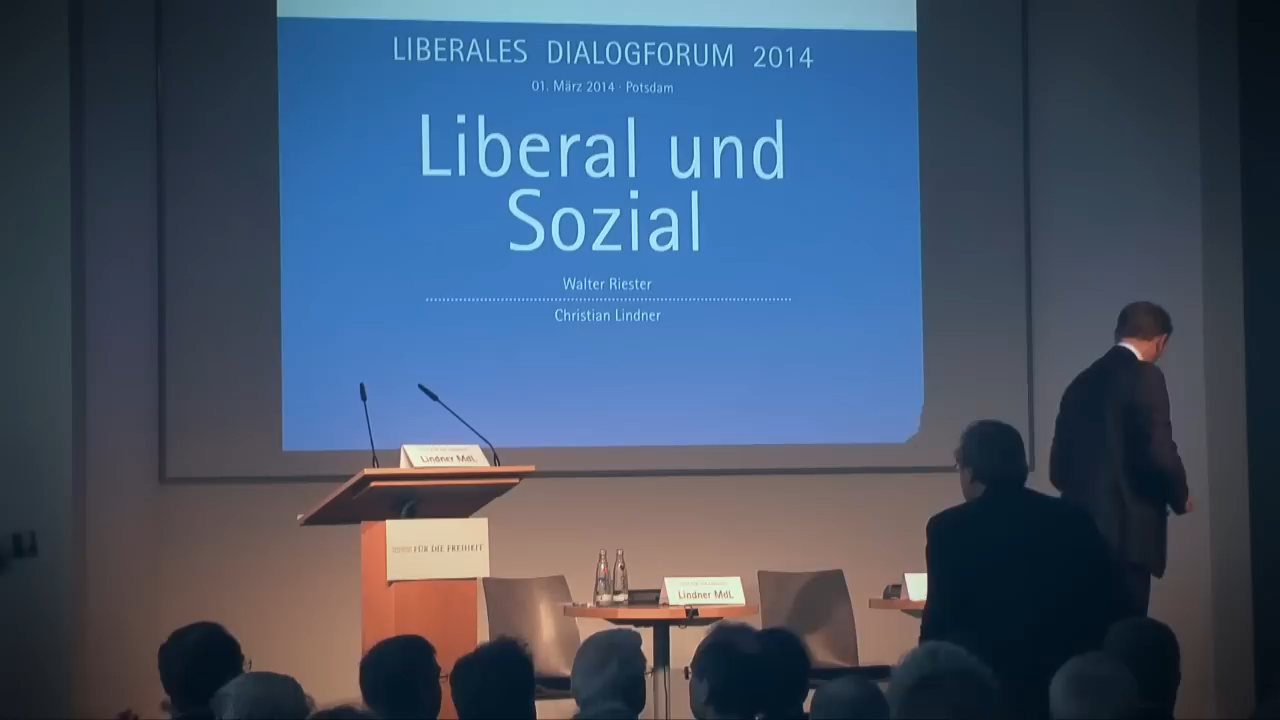 LIBERALES DIALOGFORUM 2014
01. März 2014 · Potsdam
Liberal und
Sozial
Walter Riester
Christian Lindner
Lindner MdL
FÜR DIE FREIHEIT
Lindner MdL